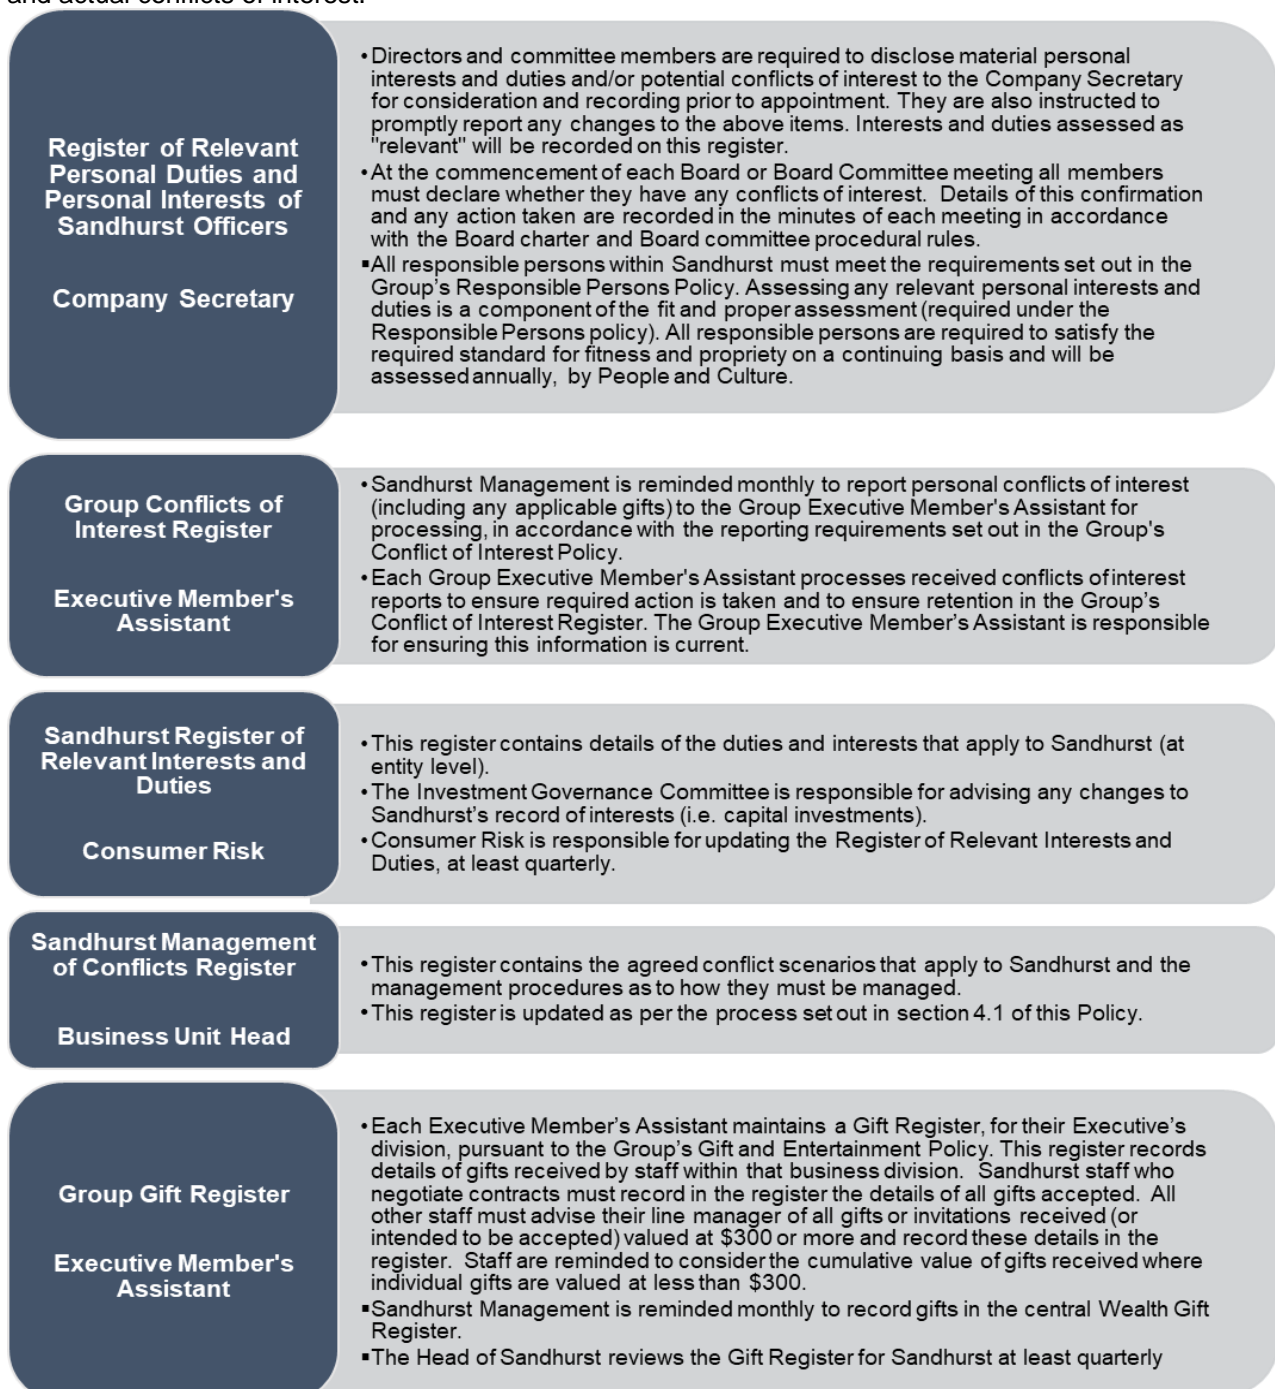 and actual conflicts of interest.
Register of Relevant
Personal Duties and
Personal Interests of
Sandhurst Officers
Company Secretary
•Directors and committee members are required to disclose material personal
interests and duties and/or potential conflicts of interest to the Company Secretary
for consideration and recording prior to appointment. They are also instructed to
promptly report any changes to the above items. Interests and duties assessed as
"relevant" will be recorded on this register.
•At the commencement of each Board or Board Committee meeting all members
must declare whether they have any conflicts of interest.  Details of this confirmation
and any action taken are recorded in the minutes of each meeting in accordance
with the Board charter and Board committee procedural rules.
▪All responsible persons within Sandhurst must meet the requirements set out in the
Group's Responsible Persons Policy. Assessing any relevant personal interests and
duties is a component of the fit and proper assessment (required under the
Responsible Persons policy). All responsible persons are required to satisfy the
required standard for fitness and propriety on a continuing basis and will be
assessed annually, by People and Culture.
Group Conflicts of
Interest Register
Executive Member's
Assistant
•Sandhurst Management is reminded monthly to report personal conflicts of interest
(including any applicable gifts) to the Group Executive Member's Assistant for
processing, in accordance with the reporting requirements set out in the Group's
Conflict of Interest Policy.
•Each Group Executive Member's Assistant processes received conflicts of interest
reports to ensure required action is taken and to ensure retention in the Group's
Conflict of Interest Register. The Group Executive Member's Assistant is responsible
for ensuring this information is current.
Sandhurst Register of
Relevant Interests and
Duties
Consumer Risk
•This register contains details of the duties and interests that apply to Sandhurst (at
entity level).
•The Investment Governance Committee is responsible for advising any changes to
Sandhurst's record of interests (i.e. capital investments).
•Consumer Risk is responsible for updating the Register of Relevant Interests and
Duties, at least quarterly.
Sandhurst Management
of Conflicts Register
Business Unit Head
•This register contains the agreed conflict scenarios that apply to Sandhurst and the
management procedures as to how they must be managed.
•This register is updated as per the process set out in section 4.1 of this Policy.
Group Gift Register
Executive Member's
Assistant
•Each Executive Member's Assistant maintains a Gift Register, for their Executive's
division, pursuant to the Group's Gift and Entertainment Policy. This register records
details of gifts received by staff within that business division.  Sandhurst staff who
negotiate contracts must record in the register the details of all gifts accepted.  All
other staff must advise their line manager of all gifts or invitations received (or
intended to be accepted) valued at $300 or more and record these details in the
register.  Staff are reminded to consider the cumulative value of gifts received where
individual gifts are valued at less than $300.
▪Sandhurst Management is reminded monthly to record gifts in the central Wealth Gift
Register.
▪The Head of Sandhurst reviews the Gift Register for Sandhurst at least quarterly